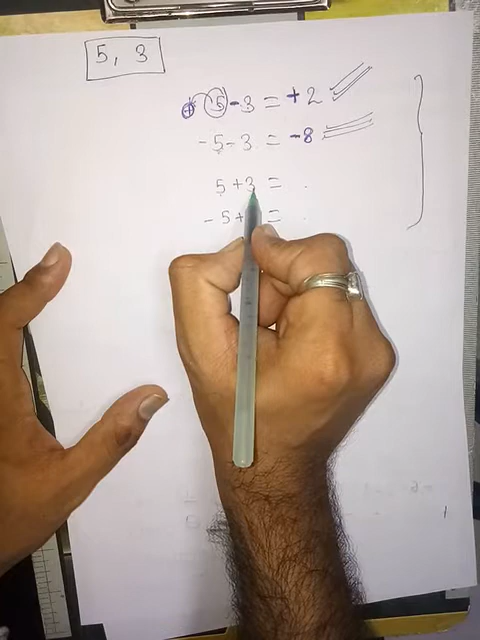 5, 3
+ 5 - 3 = +2
- 5 - 3 = -8
5 + 3 =
- 5 + =